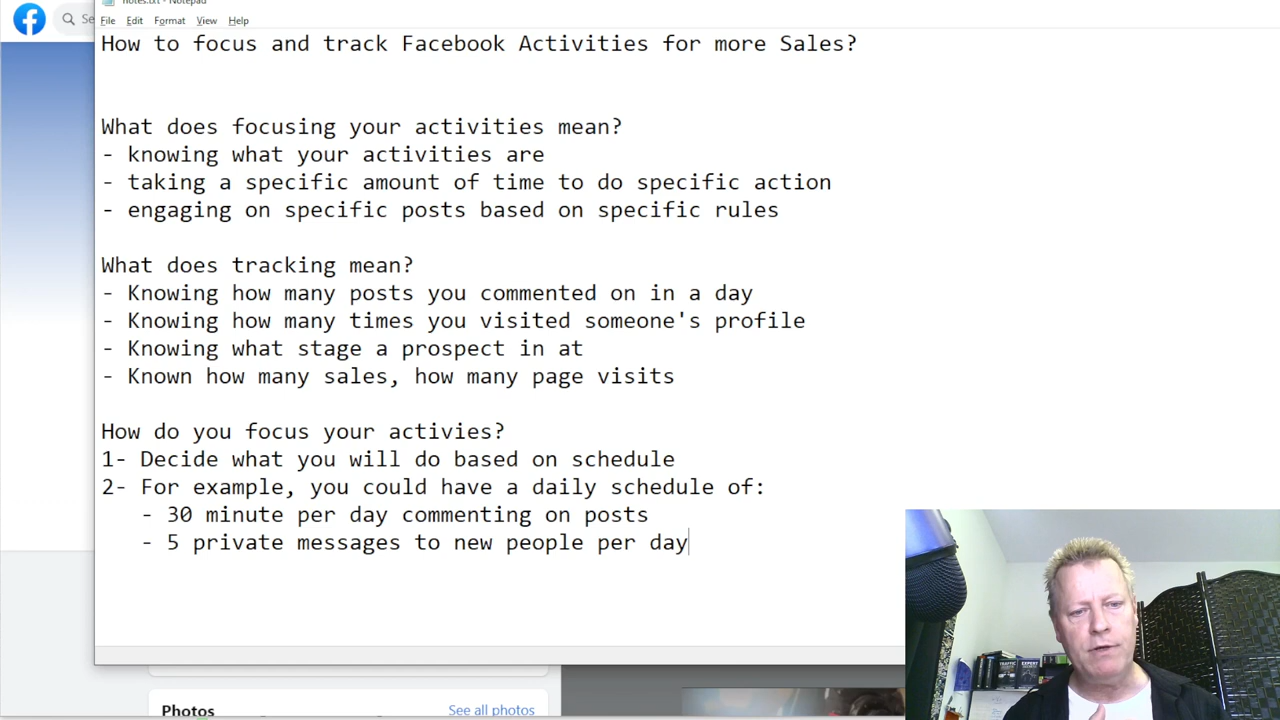 Se
notes.txt - Notepad
File Edit Format View Help
How to focus and track Facebook Activities for more Sales?
What does focusing your activities mean?
- knowing what your activities are
- taking a specific amount of time to do specific action
- engaging on specific posts based on specific rules
What does tracking mean?
- Knowing how many posts you commented on in a day
- Knowing how many times you visited someone's profile
- Knowing what stage a prospect in at
- Known how many sales, how many page visits
How do you focus your activies?
1- Decide what you will do based on schedule
2- For example, you could have a daily schedule of:
- 30 minute per day commenting on posts
- 5 private messages to new people per day
Photos See all photos
TRAFFIC
EXPERT